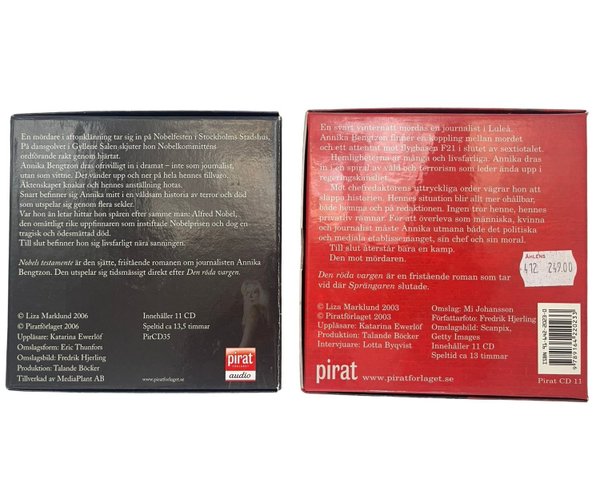 En mördare i aftonklänning tar sig in på Nobelfesten i Stockholms Stadshus.
På dansgolvet i Gyllene Salen skjuter hon Nobelkommitténs
ordförande rakt genom hjärtat.
Annika Bengtzon dras ofrivilligt in i dramat – inte som journalist,
utan som vittne. Det vänder upp och ner på hela hennes tillvaro.
Äktenskapet knakar och hennes anställning hotas.
Snart befinner sig Annika mitt i en våldsam historia av terror och död
som utspelar sig genom flera sekler.
Var hon än letar hittar hon spåren efter samme man: Alfred Nobel,
den omåttligt rike uppfinnaren som instiftade Nobelprisen och dog en
tragisk och ödesmättad död.
Till slut befinner hon sig livsfarligt nära sanningen.
Nobels testamente är den sjätte, fristående romanen om journalisten Annika
Bengtzon. Den utspelar sig tidsmässigt direkt efter Den röda vargen.
© Liza Marklund 2006
© Piratförlaget 2006
Uppläsare: Katarina Ewerlöf
Omslagsform: Eric Thunfors
Omslagsbild: Fredrik Hjerling
Produktion: Talande Böcker
Tillverkad av MediaPlant AB
Innehåller 11 CD
Speltid ca 13,5 timmar
PirCD35
pirat
FÖRLAGET
audio
En svart vinternatt mördas en journalist i Luleå.
Annika Bengtzon finner en koppling mellan mordet
och ett attentat mot flygbasen F21 i slutet av sextiotalet.
Hemligheterna är många och livsfarliga. Annika dras
in i en spiral av våld och terrorism som leder ända upp i
regeringskansliet.
Mot chefredaktörens uttryckliga order vägrar hon att
släppa historien. Hennes situation blir allt mer ohållbar,
både hemma och på redaktionen. Ingen tror henne, hennes
privatliv rämnar. För att överleva som människa, kvinna
och journalist måste Annika utmana både det politiska
och mediala etablissemanget, sin chef och sin moral.
Till slut återstår bara en kamp.
Den mot mördaren.
ÅHLÉNS
412 249.00
Den röda vargen är en fristående roman som tar
vid där Sprängaren slutade.
© Liza Marklund 2003
© Piratförlaget 2003
Uppläsare: Katarina Ewerlöf
Produktion: Talande Böcker
Intervjuare: Lotta Byqvist
Omslag: Mi Johansson
Författarfoto: Fredrik Hjerling
Omslagsbild: Scanpix,
Getty Images
Innehåller 11 CD
Speltid ca 13 timmar
pirat
FÖRLAGET
www.piratforlaget.se
ISBN 91-642-2023-0
9789164220233
Pirat CD 11